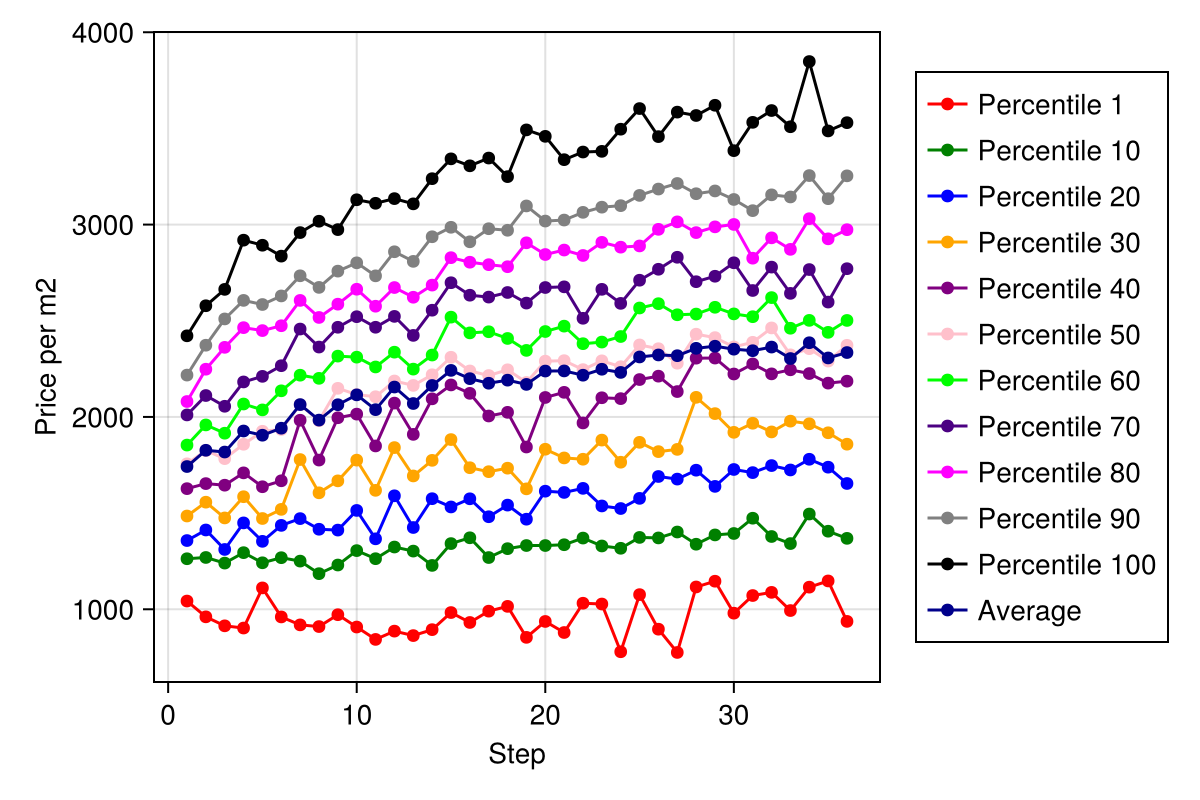 4000
3000
2000
1000
Price per m2
0 10 20 30
Step
Percentile 1
Percentile 10
Percentile 20
Percentile 30
Percentile 40
Percentile 50
Percentile 60
Percentile 70
Percentile 80
Percentile 90
Percentile 100
Average